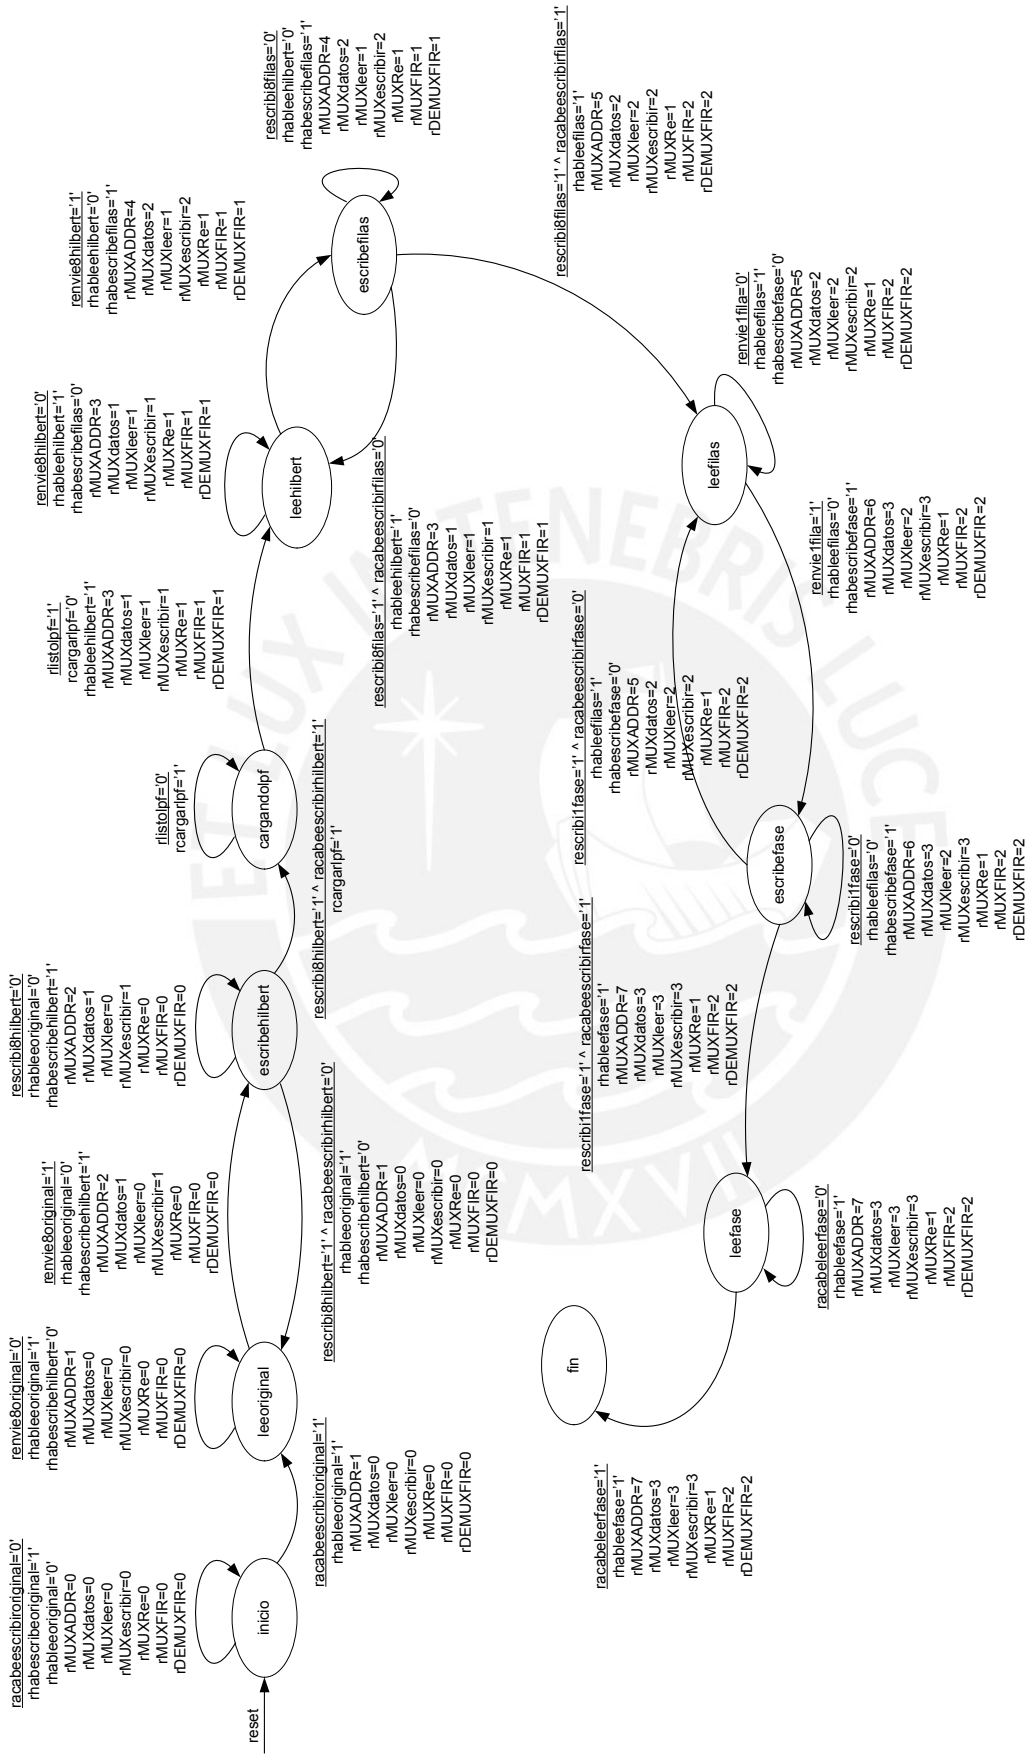 reset
racabeescribiroriginal='0'
rhabescribeoriginal='1'
rhableeoriginal='0'
rMUXADDR=0
rMUXdatos=0
rMUXleer=0
rMUXescribir=0
rMUXRe=0
rMUXFIR=0
rDEMUXFIR=0
inicio
racabeescribiroriginal='1'
rhableeoriginal='1'
rMUXADDR=1
rMUXdatos=0
rMUXleer=0
rMUXescribir=0
rMUXRe=0
rMUXFIR=0
rDEMUXFIR=0
renvie8original='0'
rhableeoriginal='1'
rhabescribehilbert='0'
rMUXADDR=1
rMUXdatos=0
rMUXleer=0
rMUXescribir=0
rMUXRe=0
rMUXFIR=0
rDEMUXFIR=0
leeoriginal
renvie8original='1'
rhableeoriginal='0'
rhabescribehilbert='1'
rMUXADDR=2
rMUXdatos=1
rMUXleer=0
rMUXescribir=1
rMUXRe=0
rMUXFIR=0
rDEMUXFIR=0
rescribi8hilbert='1' ^ racabeescribirhilbert='0'
rhableeoriginal='1'
rhabescribehilbert='0'
rMUXADDR=1
rMUXdatos=0
rMUXleer=0
rMUXescribir=0
rMUXRe=0
rMUXFIR=0
rDEMUXFIR=0
rescribi8hilbert='0'
rhableeoriginal='0'
rhabescribehilbert='1'
rMUXADDR=2
rMUXdatos=1
rMUXleer=0
rMUXescribir=1
rMUXRe=0
rMUXFIR=0
rDEMUXFIR=0
escribehilbert
rescribi8hilbert='1' ^ racabeescribirhilbert='1'
rcargarlpf='1'
rlistolpf='0'
rcargarlpf='1'
cargandolpf
rlistolpf='1'
rcargarlpf='0'
rhableehilbert='1'
rMUXADDR=3
rMUXdatos=1
rMUXleer=1
rMUXescribir=1
rMUXRe=1
rMUXFIR=1
rDEMUXFIR=1
renvie8hilbert='0'
rhableehilbert='1'
rhabescribefilas='0'
rMUXADDR=3
rMUXdatos=1
rMUXleer=1
rMUXescribir=1
rMUXRe=1
rMUXFIR=1
rDEMUXFIR=1
leehilbert
rescribi8filas='1' ^ racabeescribirfilas='0'
rhableehilbert='1'
rhabescribefilas='0'
rMUXADDR=3
rMUXdatos=1
rMUXleer=1
rMUXescribir=1
rMUXRe=1
rMUXFIR=1
rDEMUXFIR=1
renvie8hilbert='1'
rhableehilbert='0'
rhabescribefilas='1'
rMUXADDR=4
rMUXdatos=2
rMUXleer=1
rMUXescribir=2
rMUXRe=1
rMUXFIR=1
rDEMUXFIR=1
escribefilas
rescribi8filas='0'
rhableehilbert='0'
rhabescribefilas='1'
rMUXADDR=4
rMUXdatos=2
rMUXleer=1
rMUXescribir=2
rMUXRe=1
rMUXFIR=1
rDEMUXFIR=1
rescribi8filas='1' ^ racabeescribirfilas='1'
rhableefilas='1'
rMUXADDR=5
rMUXdatos=2
rMUXleer=2
rMUXescribir=2
rMUXRe=1
rMUXFIR=2
rDEMUXFIR=2
renvie1fila='0'
rhableefilas='1'
rhabescribefase='0'
rMUXADDR=5
rMUXdatos=2
rMUXleer=2
rMUXescribir=2
rMUXRe=1
rMUXFIR=2
rDEMUXFIR=2
leefilas
renvie1fila='1'
rhableefilas='0'
rhabescribefase='1'
rMUXADDR=6
rMUXdatos=3
rMUXleer=2
rMUXescribir=3
rMUXRe=1
rMUXFIR=2
rDEMUXFIR=2
rescribi1fase='1' ^ racabeescribirfase='0'
rhableefilas='1'
rhabescribefase='0'
rMUXADDR=5
rMUXdatos=2
rMUXleer=2
rMUXescribir=2
rMUXRe=1
rMUXFIR=2
rDEMUXFIR=2
escribefase
rescribi1fase='0'
rhableefilas='0'
rhabescribefase='1'
rMUXADDR=6
rMUXdatos=3
rMUXleer=2
rMUXescribir=3
rMUXRe=1
rMUXFIR=2
rDEMUXFIR=2
rescribi1fase='1' ^ racabeescribirfase='1'
rhableefase='1'
rMUXADDR=7
rMUXdatos=3
rMUXleer=3
rMUXescribir=3
rMUXRe=1
rMUXFIR=2
rDEMUXFIR=2
leefase
racabeleerfase='0'
rhableefase='1'
rMUXADDR=7
rMUXdatos=3
rMUXleer=3
rMUXescribir=3
rMUXRe=1
rMUXFIR=2
rDEMUXFIR=2
fin
racabeleerfase='1'
rhableefase='1'
rMUXADDR=7
rMUXdatos=3
rMUXleer=3
rMUXescribir=3
rMUXRe=1
rMUXFIR=2
rDEMUXFIR=2
ET LUX IN TENEBRIS LUCET
MCMXVII